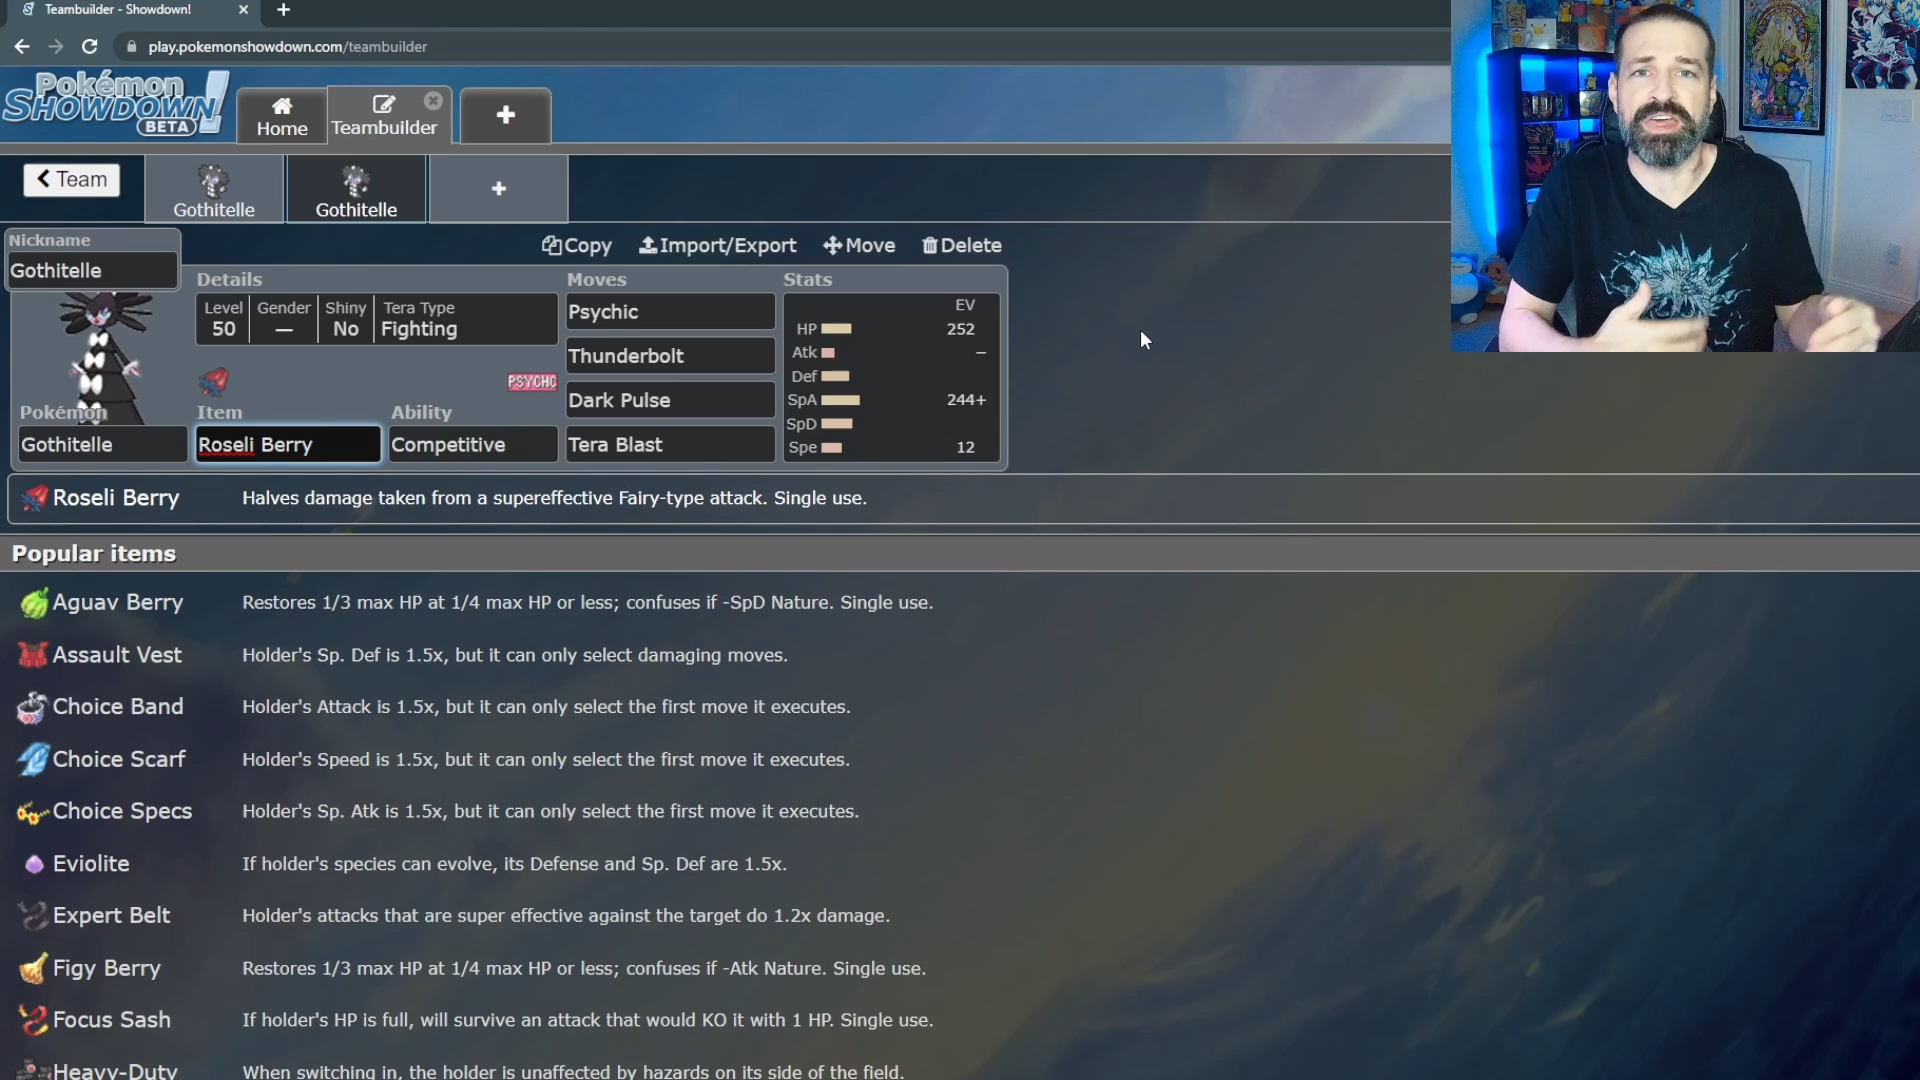 Teambuilder - Showdown!
play.pokemonshowdown.com/teambuilder
Pokémon
SHOWDOWN!
BETA
Home
Teambuilder
Team
Gothitelle
Gothitelle
Nickname
Gothitelle
Copy
Import/Export
Move
Delete
Details
Moves
Stats
Level
Gender
Shiny
Tera Type
50
—
No
Fighting
PSYCHC
Pokémon
Item
Ability
Gothitelle
Roseli Berry
Competitive
Psychic
Thunderbolt
Dark Pulse
Tera Blast
EV
HP 252
Atk –
Def
SpA 244+
SpD
Spe 12
Roseli Berry Halves damage taken from a supereffective Fairy-type attack. Single use.
Popular items
Aguav Berry Restores 1/3 max HP at 1/4 max HP or less; confuses if -SpD Nature. Single use.
Assault Vest Holder's Sp. Def is 1.5x, but it can only select damaging moves.
Choice Band Holder's Attack is 1.5x, but it can only select the first move it executes.
Choice Scarf Holder's Speed is 1.5x, but it can only select the first move it executes.
Choice Specs Holder's Sp. Atk is 1.5x, but it can only select the first move it executes.
Eviolite If holder's species can evolve, its Defense and Sp. Def are 1.5x.
Expert Belt Holder's attacks that are super effective against the target do 1.2x damage.
Figy Berry Restores 1/3 max HP at 1/4 max HP or less; confuses if -Atk Nature. Single use.
Focus Sash If holder's HP is full, will survive an attack that would KO it with 1 HP. Single use.
Heavy-Duty When switching in, the holder is unaffected by hazards on its side of the field.